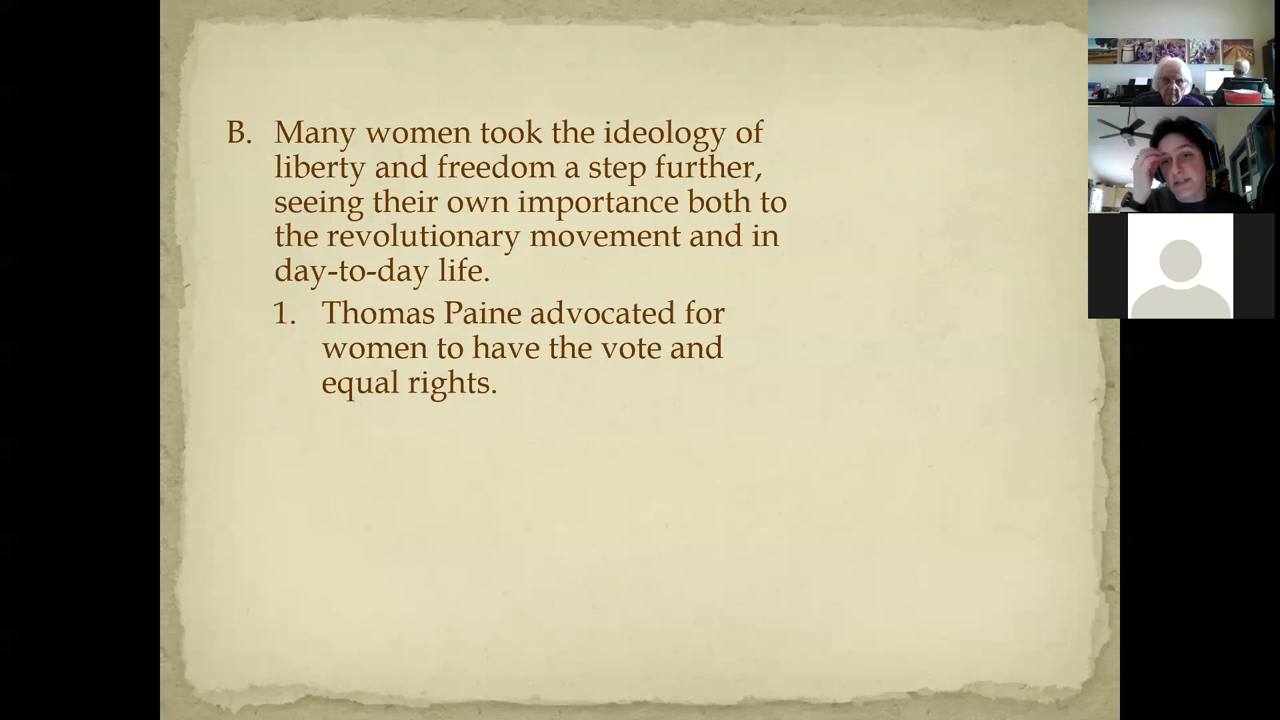 B. Many women took the ideology of
liberty and freedom a step further,
seeing their own importance both to
the revolutionary movement and in
day-to-day life.
1. Thomas Paine advocated for
women to have the vote and
equal rights.